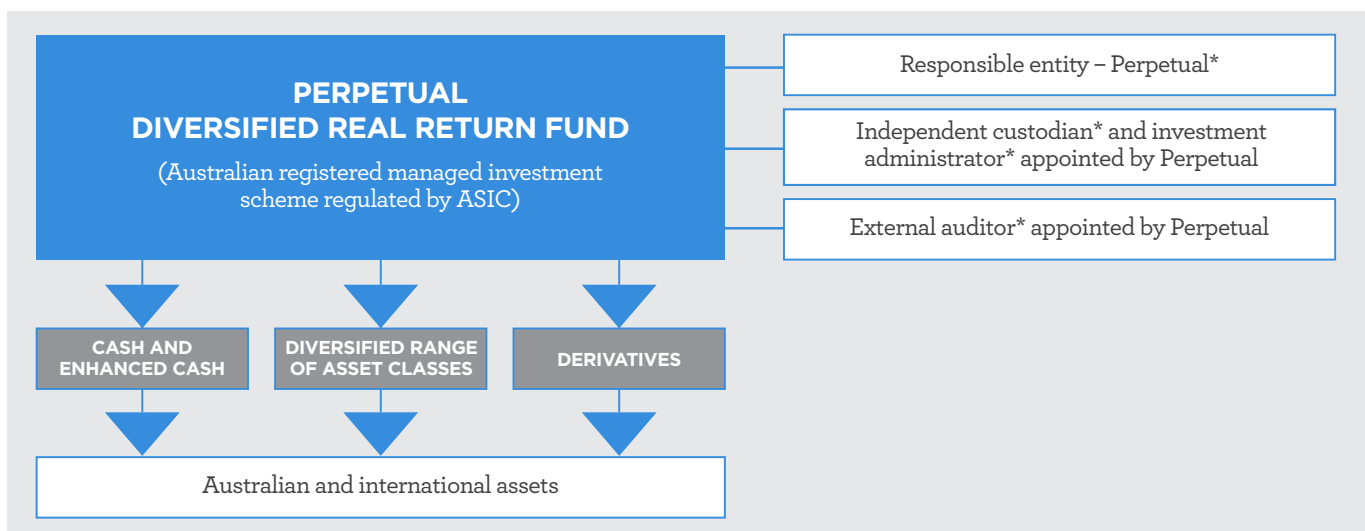 PERPETUAL
DIVERSIFIED REAL RETURN FUND
(Australian registered managed investment
scheme regulated by ASIC)
Responsible entity – Perpetual*
Independent custodian* and investment
administrator* appointed by Perpetual
External auditor* appointed by Perpetual
CASH AND
ENHANCED CASH
DIVERSIFIED RANGE
OF ASSET CLASSES
DERIVATIVES
Australian and international assets